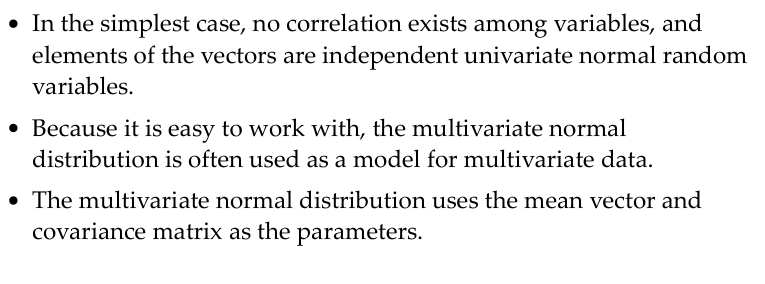 • In the simplest case, no correlation exists among variables, and
elements of the vectors are independent univariate normal random
variables.
• Because it is easy to work with, the multivariate normal
distribution is often used as a model for multivariate data.
• The multivariate normal distribution uses the mean vector and
covariance matrix as the parameters.